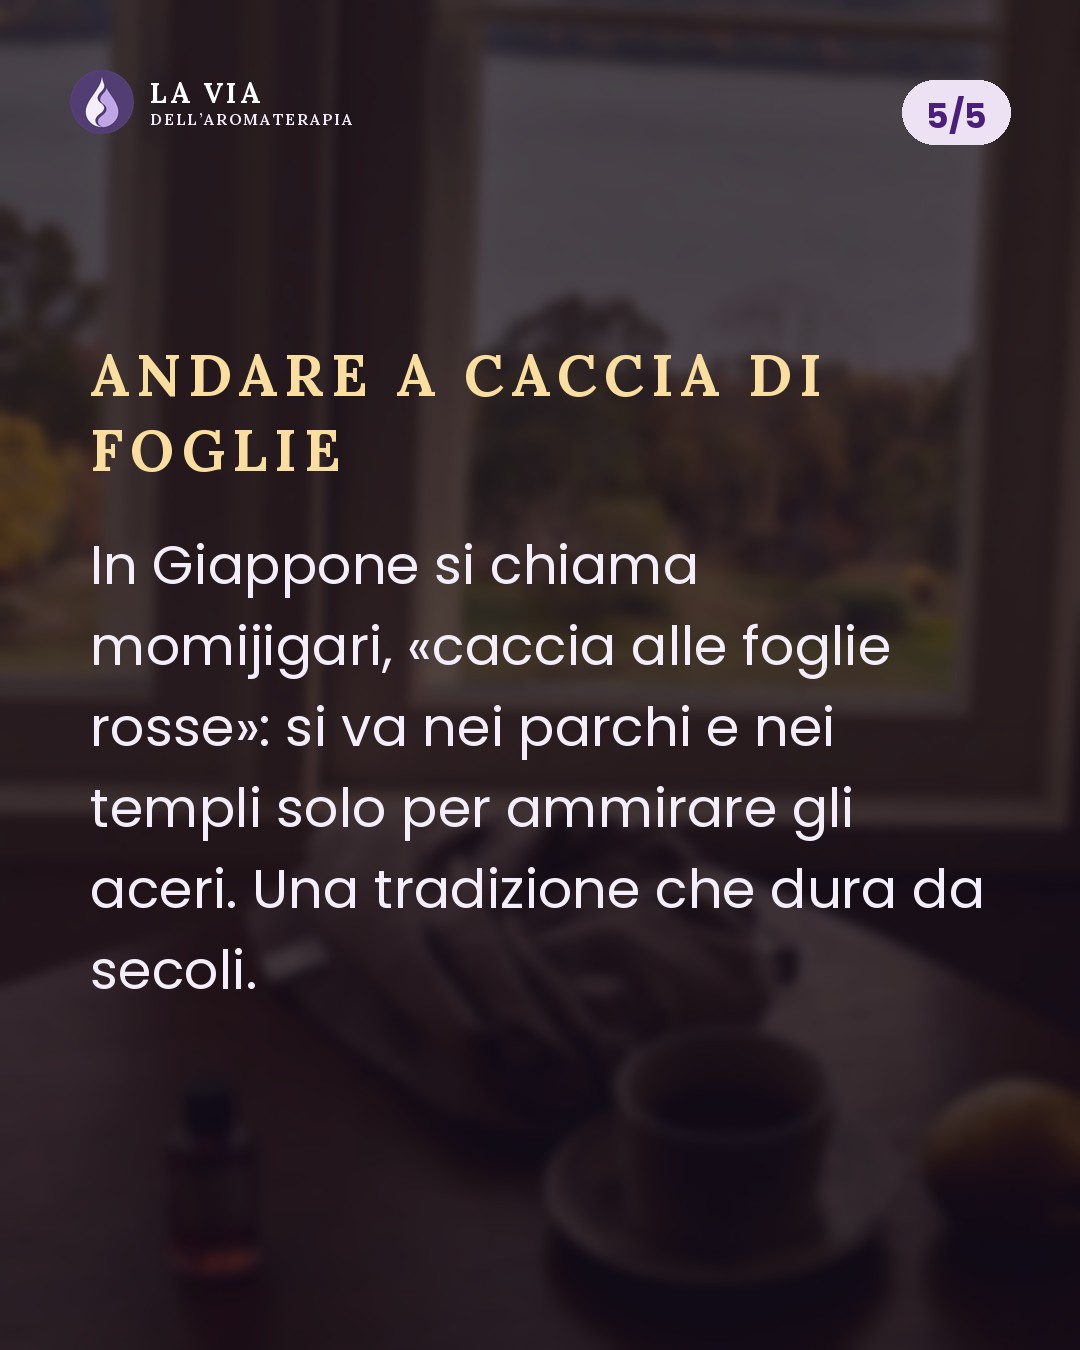 LA VIA
DELL'AROMATERAPIA
5/5
ANDARE A CACCIA DI
FOGLIE
In Giappone si chiama
momijigari, «caccia alle foglie
rosse»: si va nei parchi e nei
templi solo per ammirare gli
aceri. Una tradizione che dura da
secoli.